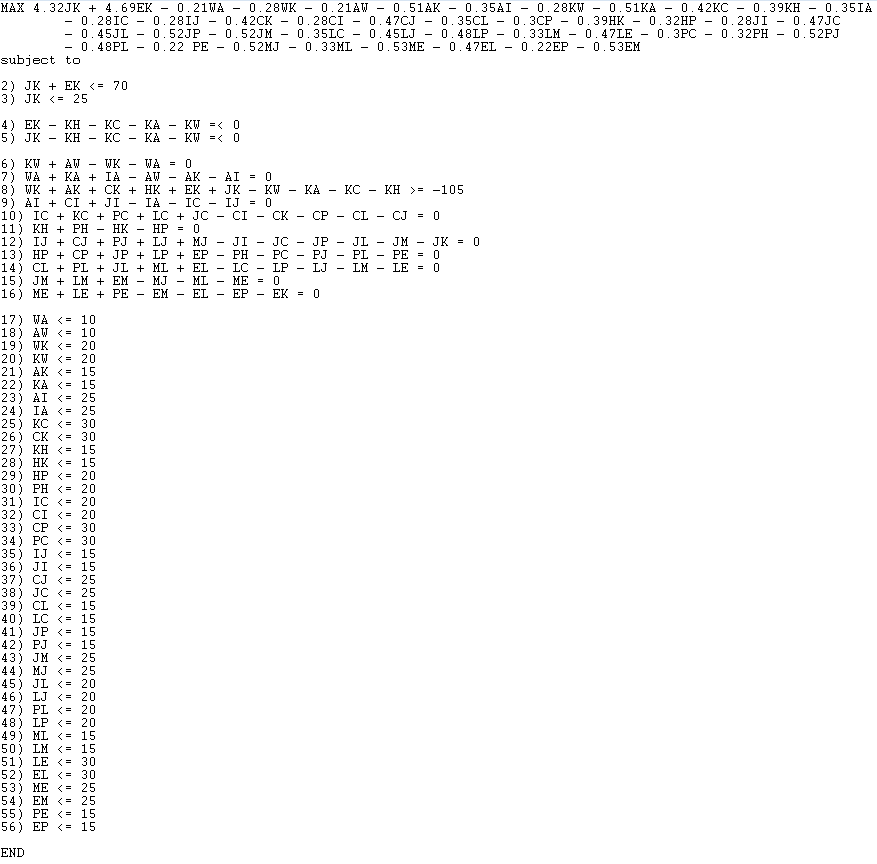 MAX 4.32JK + 4.69EK - 0.21WA - 0.28WK - 0.21AW - 0.51AK - 0.35AI - 0.28KW - 0.51KA - 0.42KC - 0.39KH - 0.35IA
- 0.28IC - 0.28IJ - 0.42CK - 0.28CI - 0.47CJ - 0.35CL - 0.3CP - 0.39HK - 0.32HP - 0.28JI - 0.47JC
- 0.45JL - 0.52JP - 0.52JM - 0.35LC - 0.45LJ - 0.48LP - 0.33LM - 0.47LE - 0.3PC - 0.32PH - 0.52PJ
- 0.48PL - 0.22 PE - 0.52MJ - 0.33ML - 0.53ME - 0.47EL - 0.22EP - 0.53EM
subject to
2) JK + EK <= 70
3) JK <= 25
4) EK - KH - KC - KA - KW =< 0
5) JK - KH - KC - KA - KW =< 0
6) KW + AW - WK - WA = 0
7) WA + KA + IA - AW - AK - AI = 0
8) WK + AK + CK + HK + EK + JK - KW - KA - KC - KH >= -105
9) AI + CI + JI - IA - IC - IJ = 0
10) IC + KC + PC + LC + JC - CI - CK - CP - CL - CJ = 0
11) KH + PH - HK - HP = 0
12) IJ + CJ + PJ + LJ + MJ - JI - JC - JP - JL - JM - JK = 0
13) HP + CP + JP + LP + EP - PH - PC - PJ - PL - PE = 0
14) CL + PL + JL + ML + EL - LC - LP - LJ - LM - LE = 0
15) JM + LM + EM - MJ - ML - ME = 0
16) ME + LE + PE - EM - EL - EP - EK = 0
17) WA <= 10
18) AW <= 10
19) WK <= 20
20) KW <= 20
21) AK <= 15
22) KA <= 15
23) AI <= 25
24) IA <= 25
25) KC <= 30
26) CK <= 30
27) KH <= 15
28) HK <= 15
29) HP <= 20
30) PH <= 20
31) IC <= 20
32) CI <= 20
33) CP <= 30
34) PC <= 30
35) IJ <= 15
36) JI <= 15
37) CJ <= 25
38) JC <= 25
39) CL <= 15
40) LC <= 15
41) JP <= 15
42) PJ <= 15
43) JM <= 25
44) MJ <= 25
45) JL <= 20
46) LJ <= 20
47) PL <= 20
48) LP <= 20
49) ML <= 15
50) LM <= 15
51) LE <= 30
52) EL <= 30
53) ME <= 25
54) EM <= 25
55) PE <= 15
56) EP <= 15
END